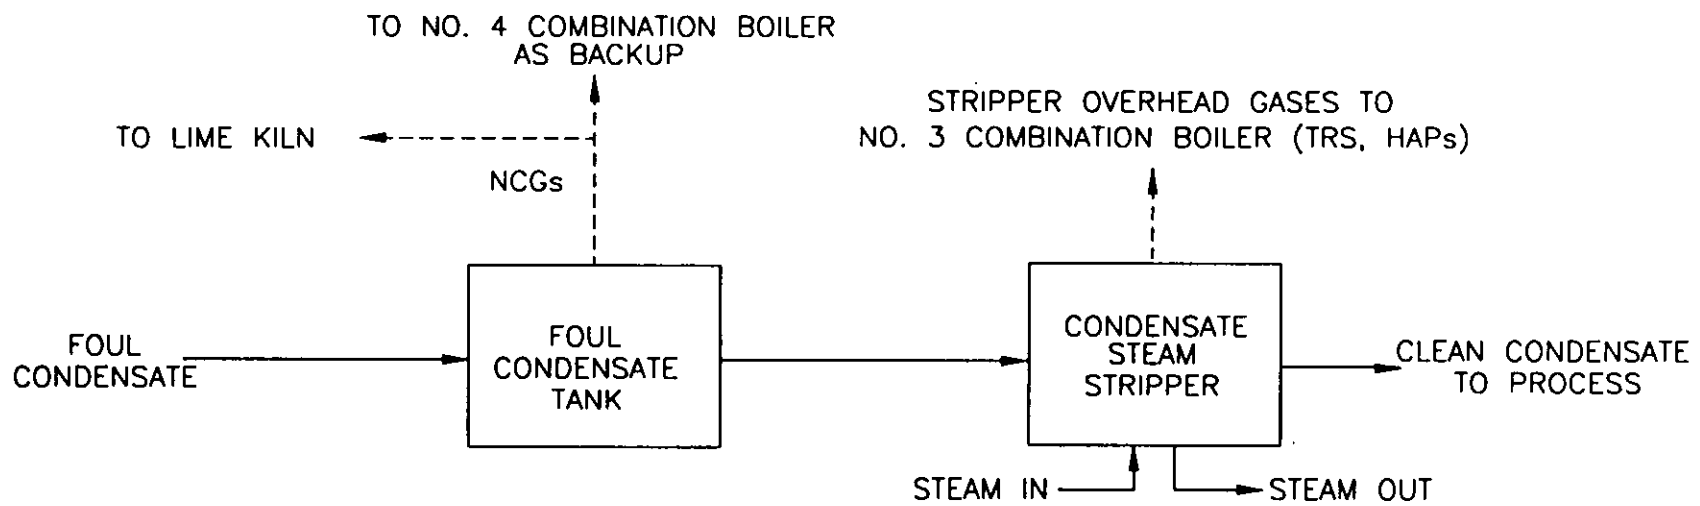 TO NO. 4 COMBINATION BOILER
AS BACKUP
TO LIME KILN
NCGs
STRIPPER OVERHEAD GASES TO
NO. 3 COMBINATION BOILER (TRS, HAPs)
FOUL
CONDENSATE
FOUL
CONDENSATE
TANK
CONDENSATE
STEAM
STRIPPER
CLEAN CONDENSATE
TO PROCESS
STEAM IN
STEAM OUT